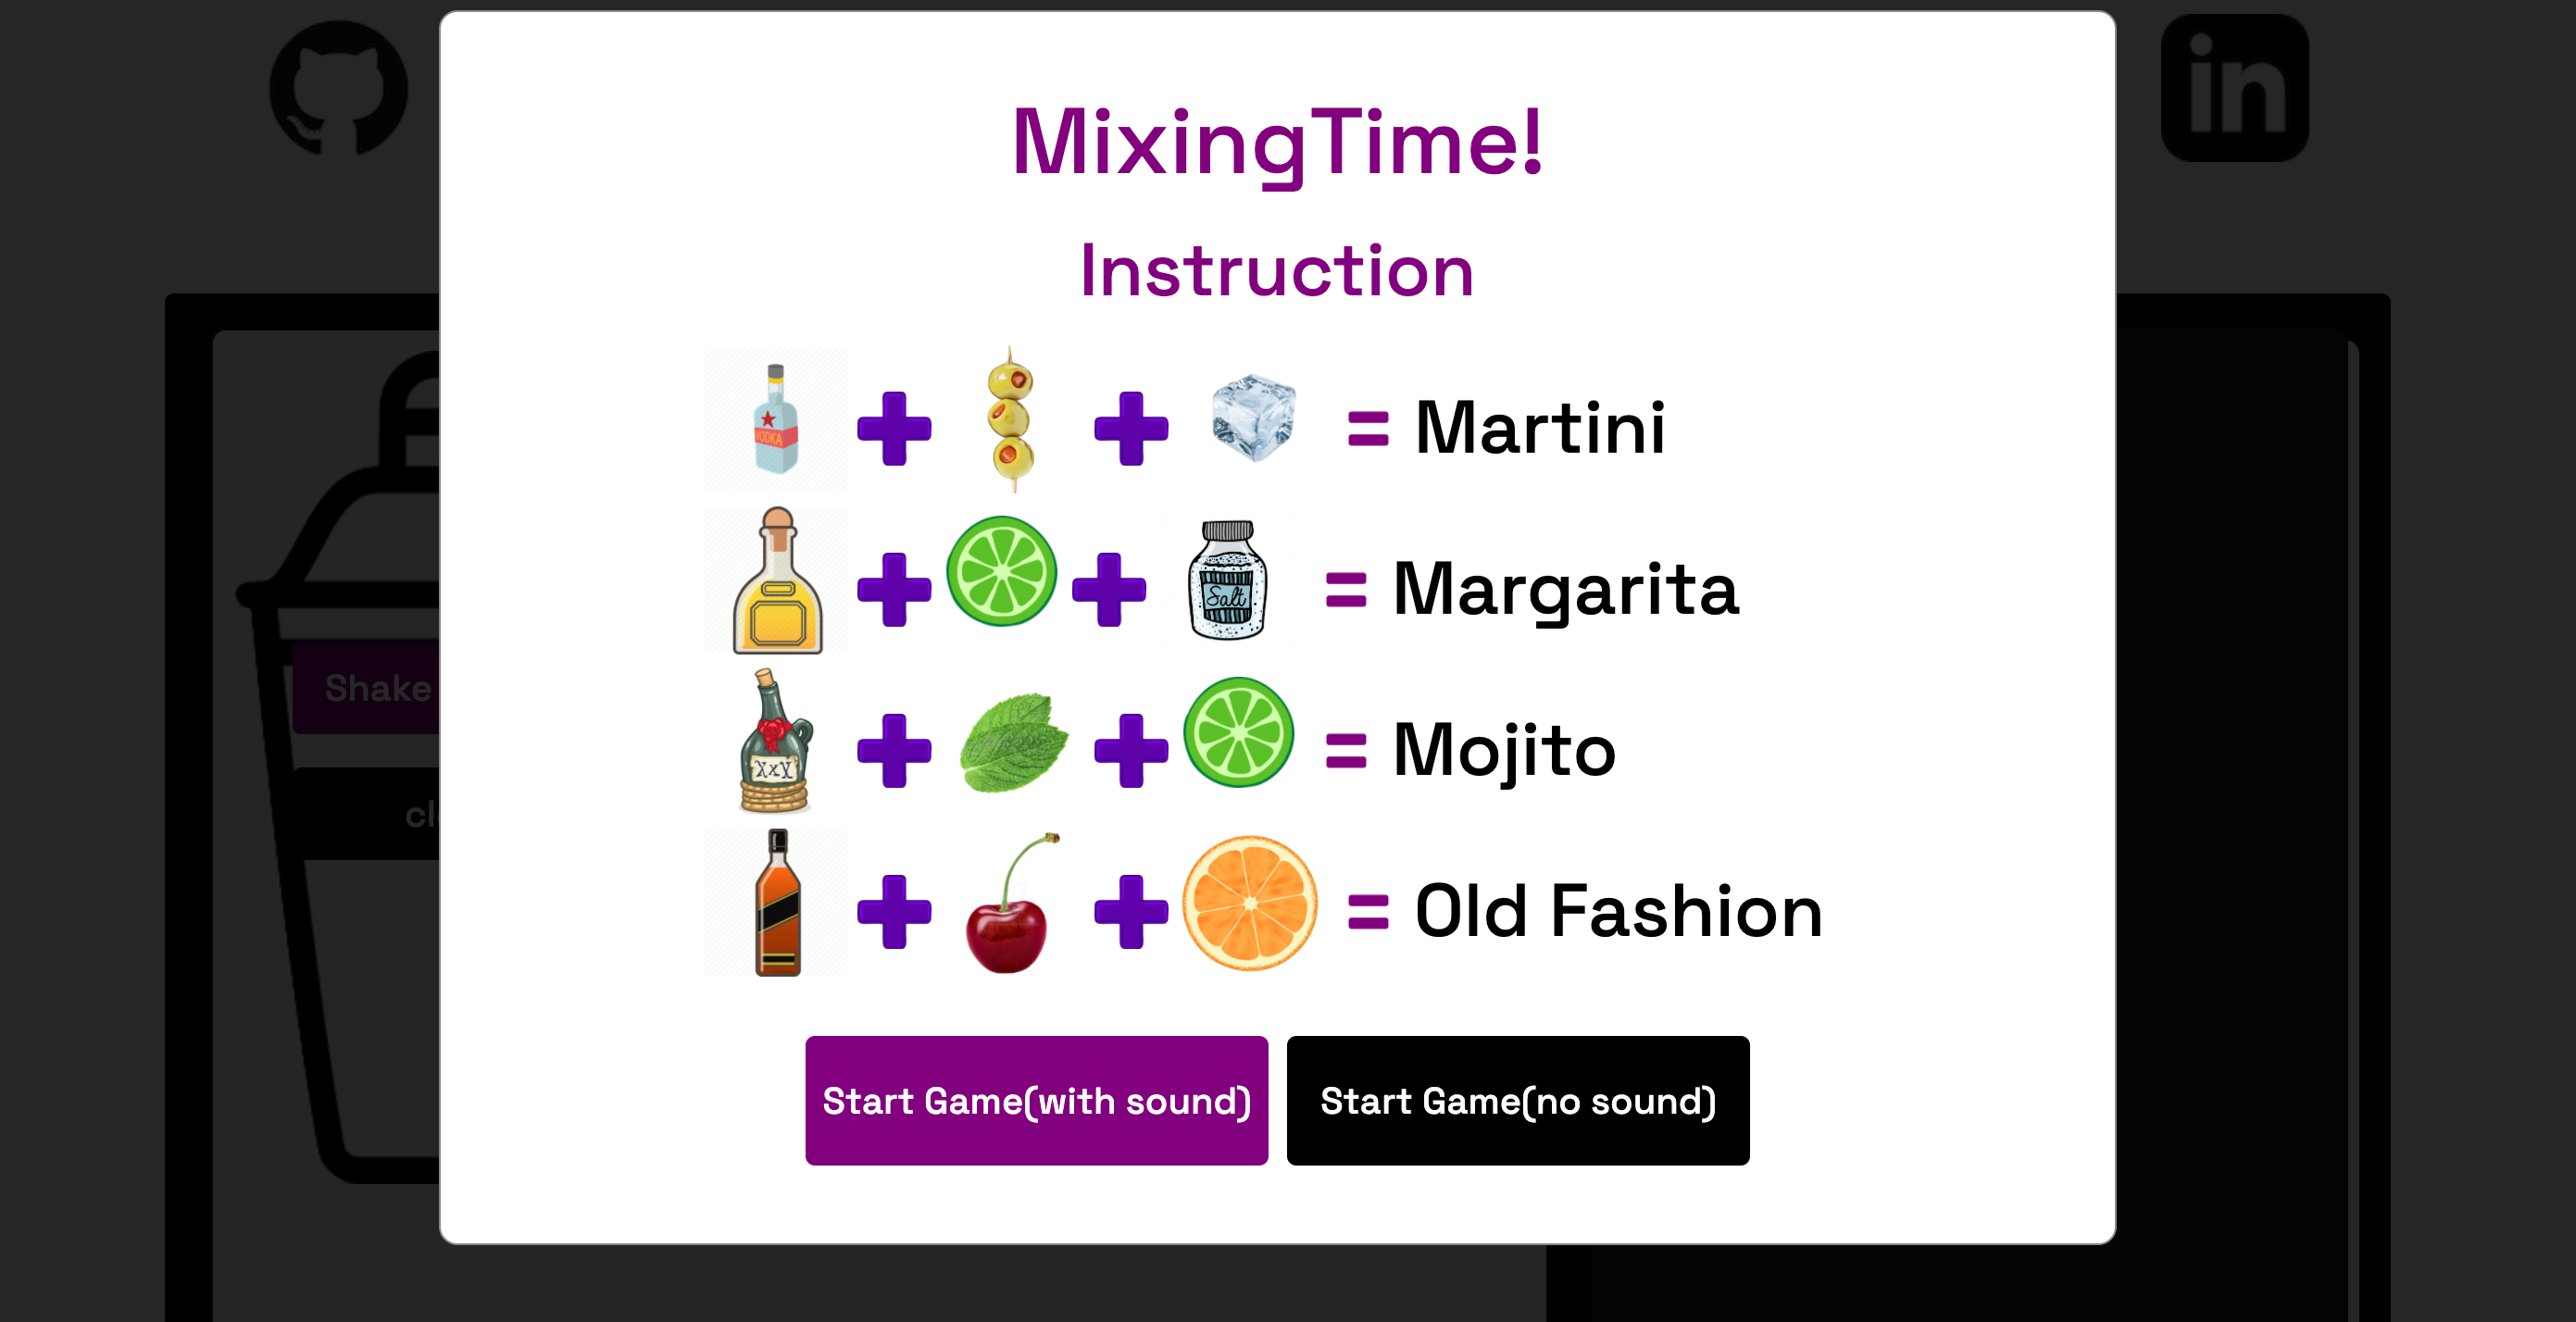 in
MixingTime!
Instruction
VODKA
= Martini
Salt
= Margarita
Shake
XXX
= Mojito
cl
= Old Fashion
Start Game(with sound)
Start Game(no sound)